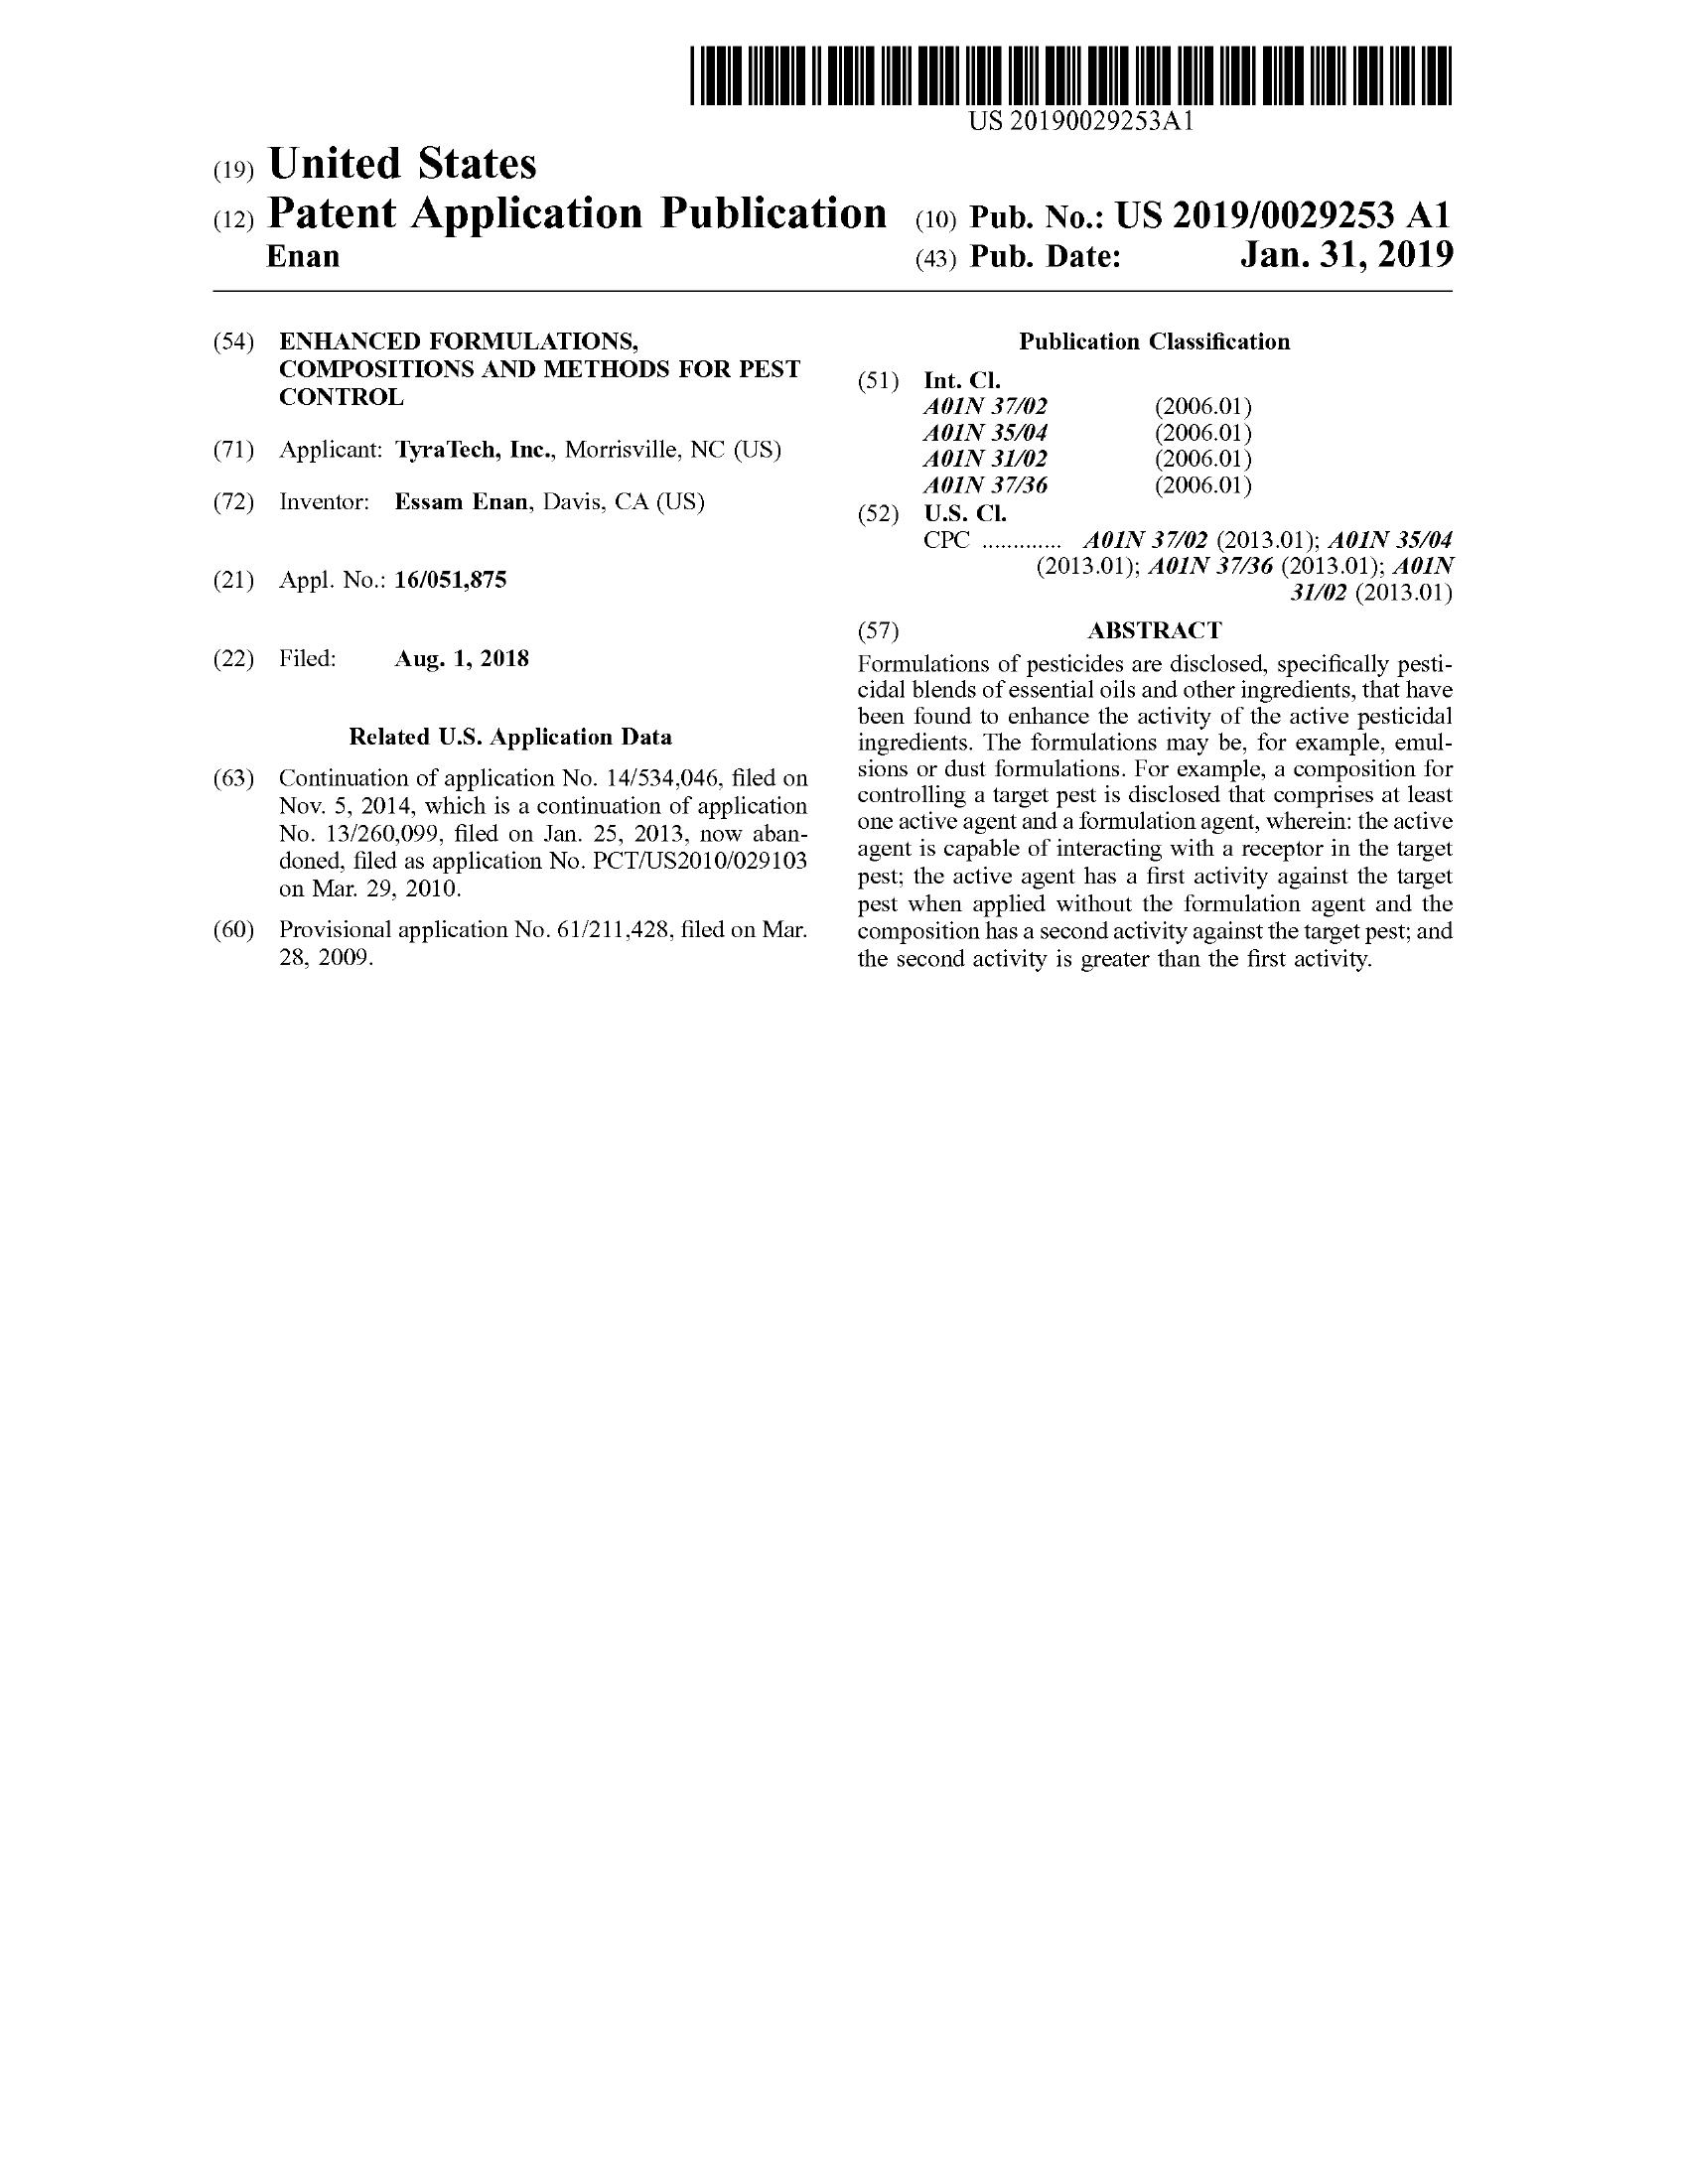 US 20190029253A1
(19) United States
(12) Patent Application Publication
Enan
(10) Pub. No.: US 2019/0029253 A1
(43) Pub. Date: Jan. 31, 2019
(54) ENHANCED FORMULATIONS,
COMPOSITIONS AND METHODS FOR PEST
CONTROL
(71) Applicant: TyraTech, Inc., Morrisville, NC (US)
(72) Inventor: Essam Enan, Davis, CA (US)
(21) Appl. No.: 16/051,875
(22) Filed: Aug. 1, 2018
Related U.S. Application Data
(63) Continuation of application No. 14/534,046, filed on
Nov. 5, 2014, which is a continuation of application
No. 13/260,099, filed on Jan. 25, 2013, now aban-
doned, filed as application No. PCT/US2010/029103
on Mar. 29, 2010.
(60) Provisional application No. 61/211,428, filed on Mar.
28, 2009.
Publication Classification
(51) Int. Cl.
A01N 37/02 (2006.01)
A01N 35/04 (2006.01)
A01N 31/02 (2006.01)
A01N 37/36 (2006.01)
(52) U.S. Cl.
CPC ............. A01N 37/02 (2013.01); A01N 35/04
(2013.01); A01N 37/36 (2013.01); A01N
31/02 (2013.01)
(57) ABSTRACT
Formulations of pesticides are disclosed, specifically pesti-
cidal blends of essential oils and other ingredients, that have
been found to enhance the activity of the active pesticidal
ingredients. The formulations may be, for example, emul-
sions or dust formulations. For example, a composition for
controlling a target pest is disclosed that comprises at least
one active agent and a formulation agent, wherein: the active
agent is capable of interacting with a receptor in the target
pest; the active agent has a first activity against the target
pest when applied without the formulation agent and the
composition has a second activity against the target pest; and
the second activity is greater than the first activity.